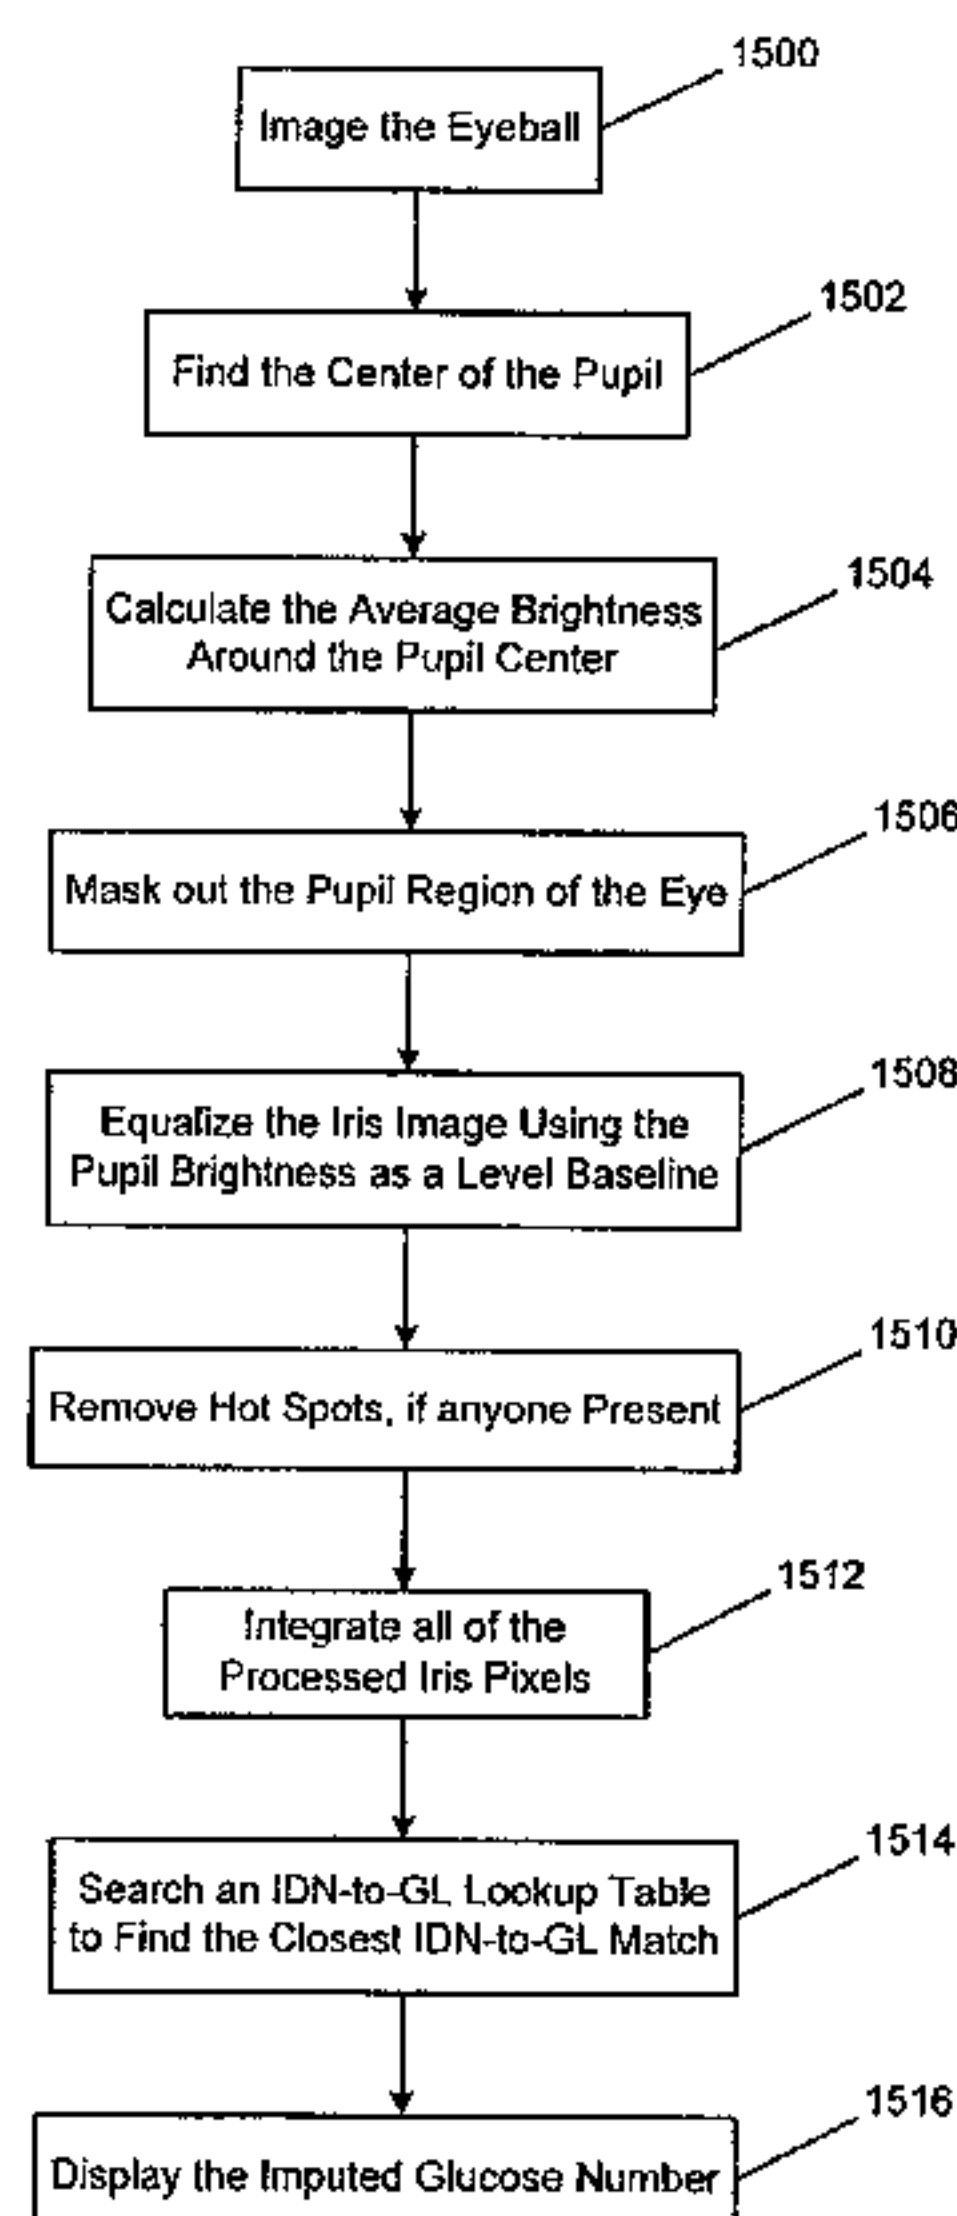 1500
Image the Eyeball
1502
Find the Center of the Pupil
1504
Calculate the Average Brightness
Around the Pupil Center
1506
Mask out the Pupil Region of the Eye
1508
Equalize the Iris Image Using the
Pupil Brightness as a Level Baseline
1510
Remove Hot Spots, if anyone Present
1512
Integrate all of the
Processed Iris Pixels
1514
Search an IDN-to-GL Lookup Table
to Find the Closest IDN-to-GL Match
1516
Display the Imputed Glucose Number